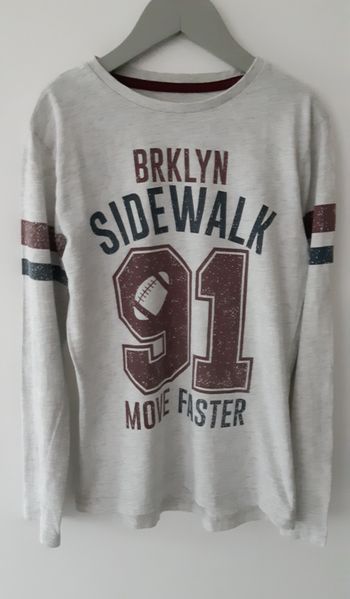 BRKLYN
SIDEWALK
91
MOVE FASTER